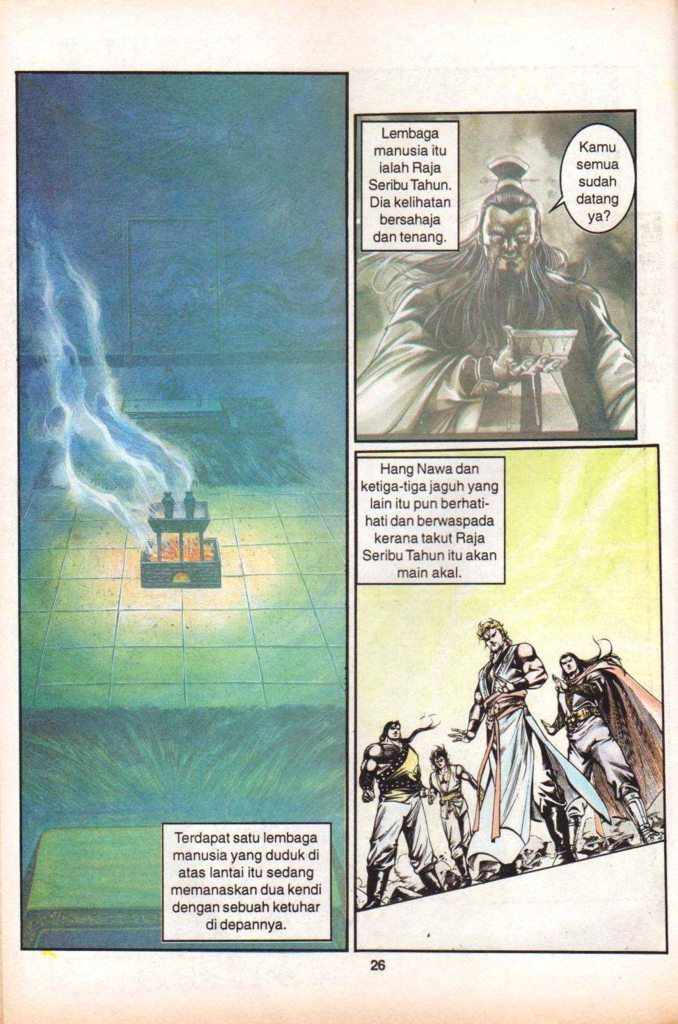 Terdapat satu lembaga
manusia yang duduk di
atas lantai itu sedang
memanaskan dua kendi
dengan sebuah ketuhar
di depannya.
Lembaga
manusia itu
ialah Raja
Seribu Tahun.
Dia kelihatan
bersahaja
dan tenang.
Kamu
semua
sudah
datang
ya?
Hang Nawa dan
ketiga-tiga jaguh yang
lain itu pun berhati-
hati dan berwaspada
kerana takut Raja
Seribu Tahun itu akan
main akal.
26